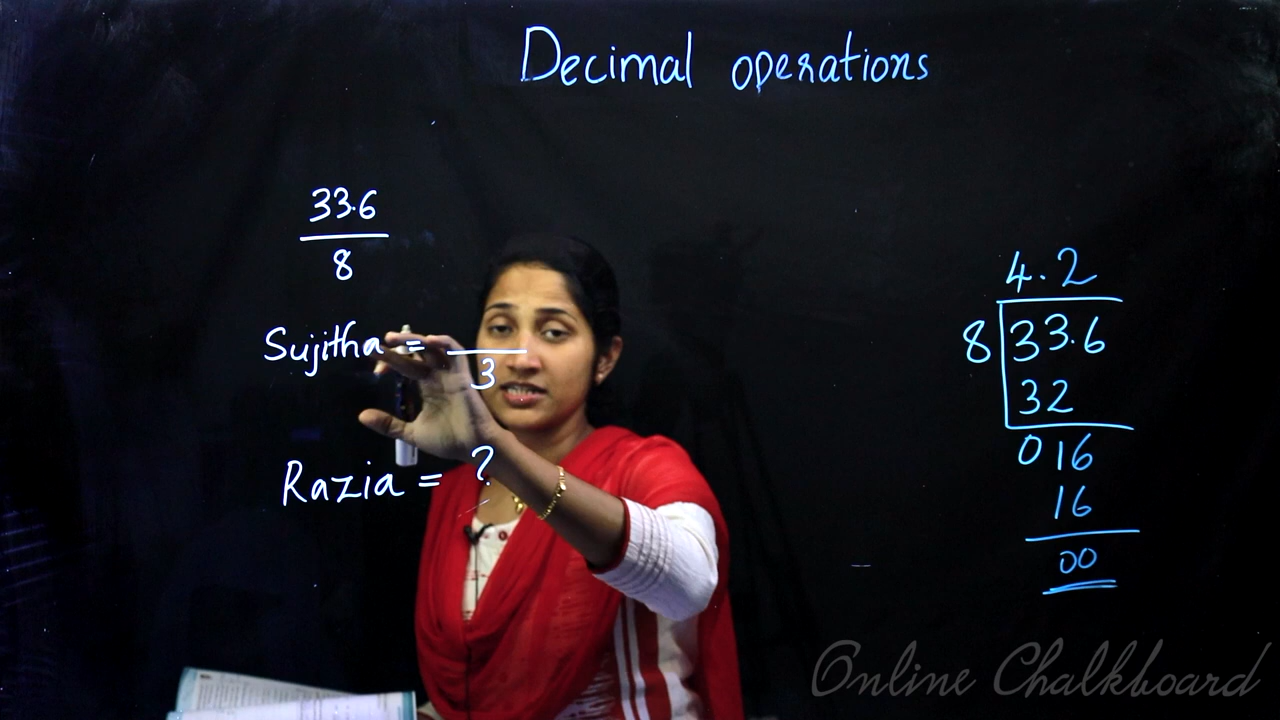 Decimal operations
33.6
8
Sujitha =
3
Razia = ?
4.2
8 33.6
32
016
16
00
Online Chalkboard